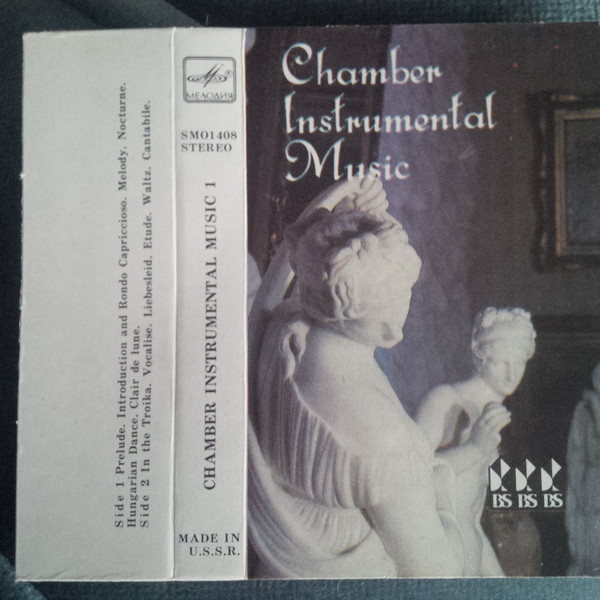 Side 1 Prelude. Introduction and Rondo Capriccioso. Melody. Nocturne.
Hungarian Dance. Clair de lune.
Side 2 In the Troika. Vocalise. Liebesleid. Etude. Waltz. Cantabile.
МЕЛОДИЯ
SM01408
STEREO
CHAMBER INSTRUMENTAL MUSIC 1
MADE IN
U.S.S.R.
Chamber
Instrumental
Music
BS BS BS